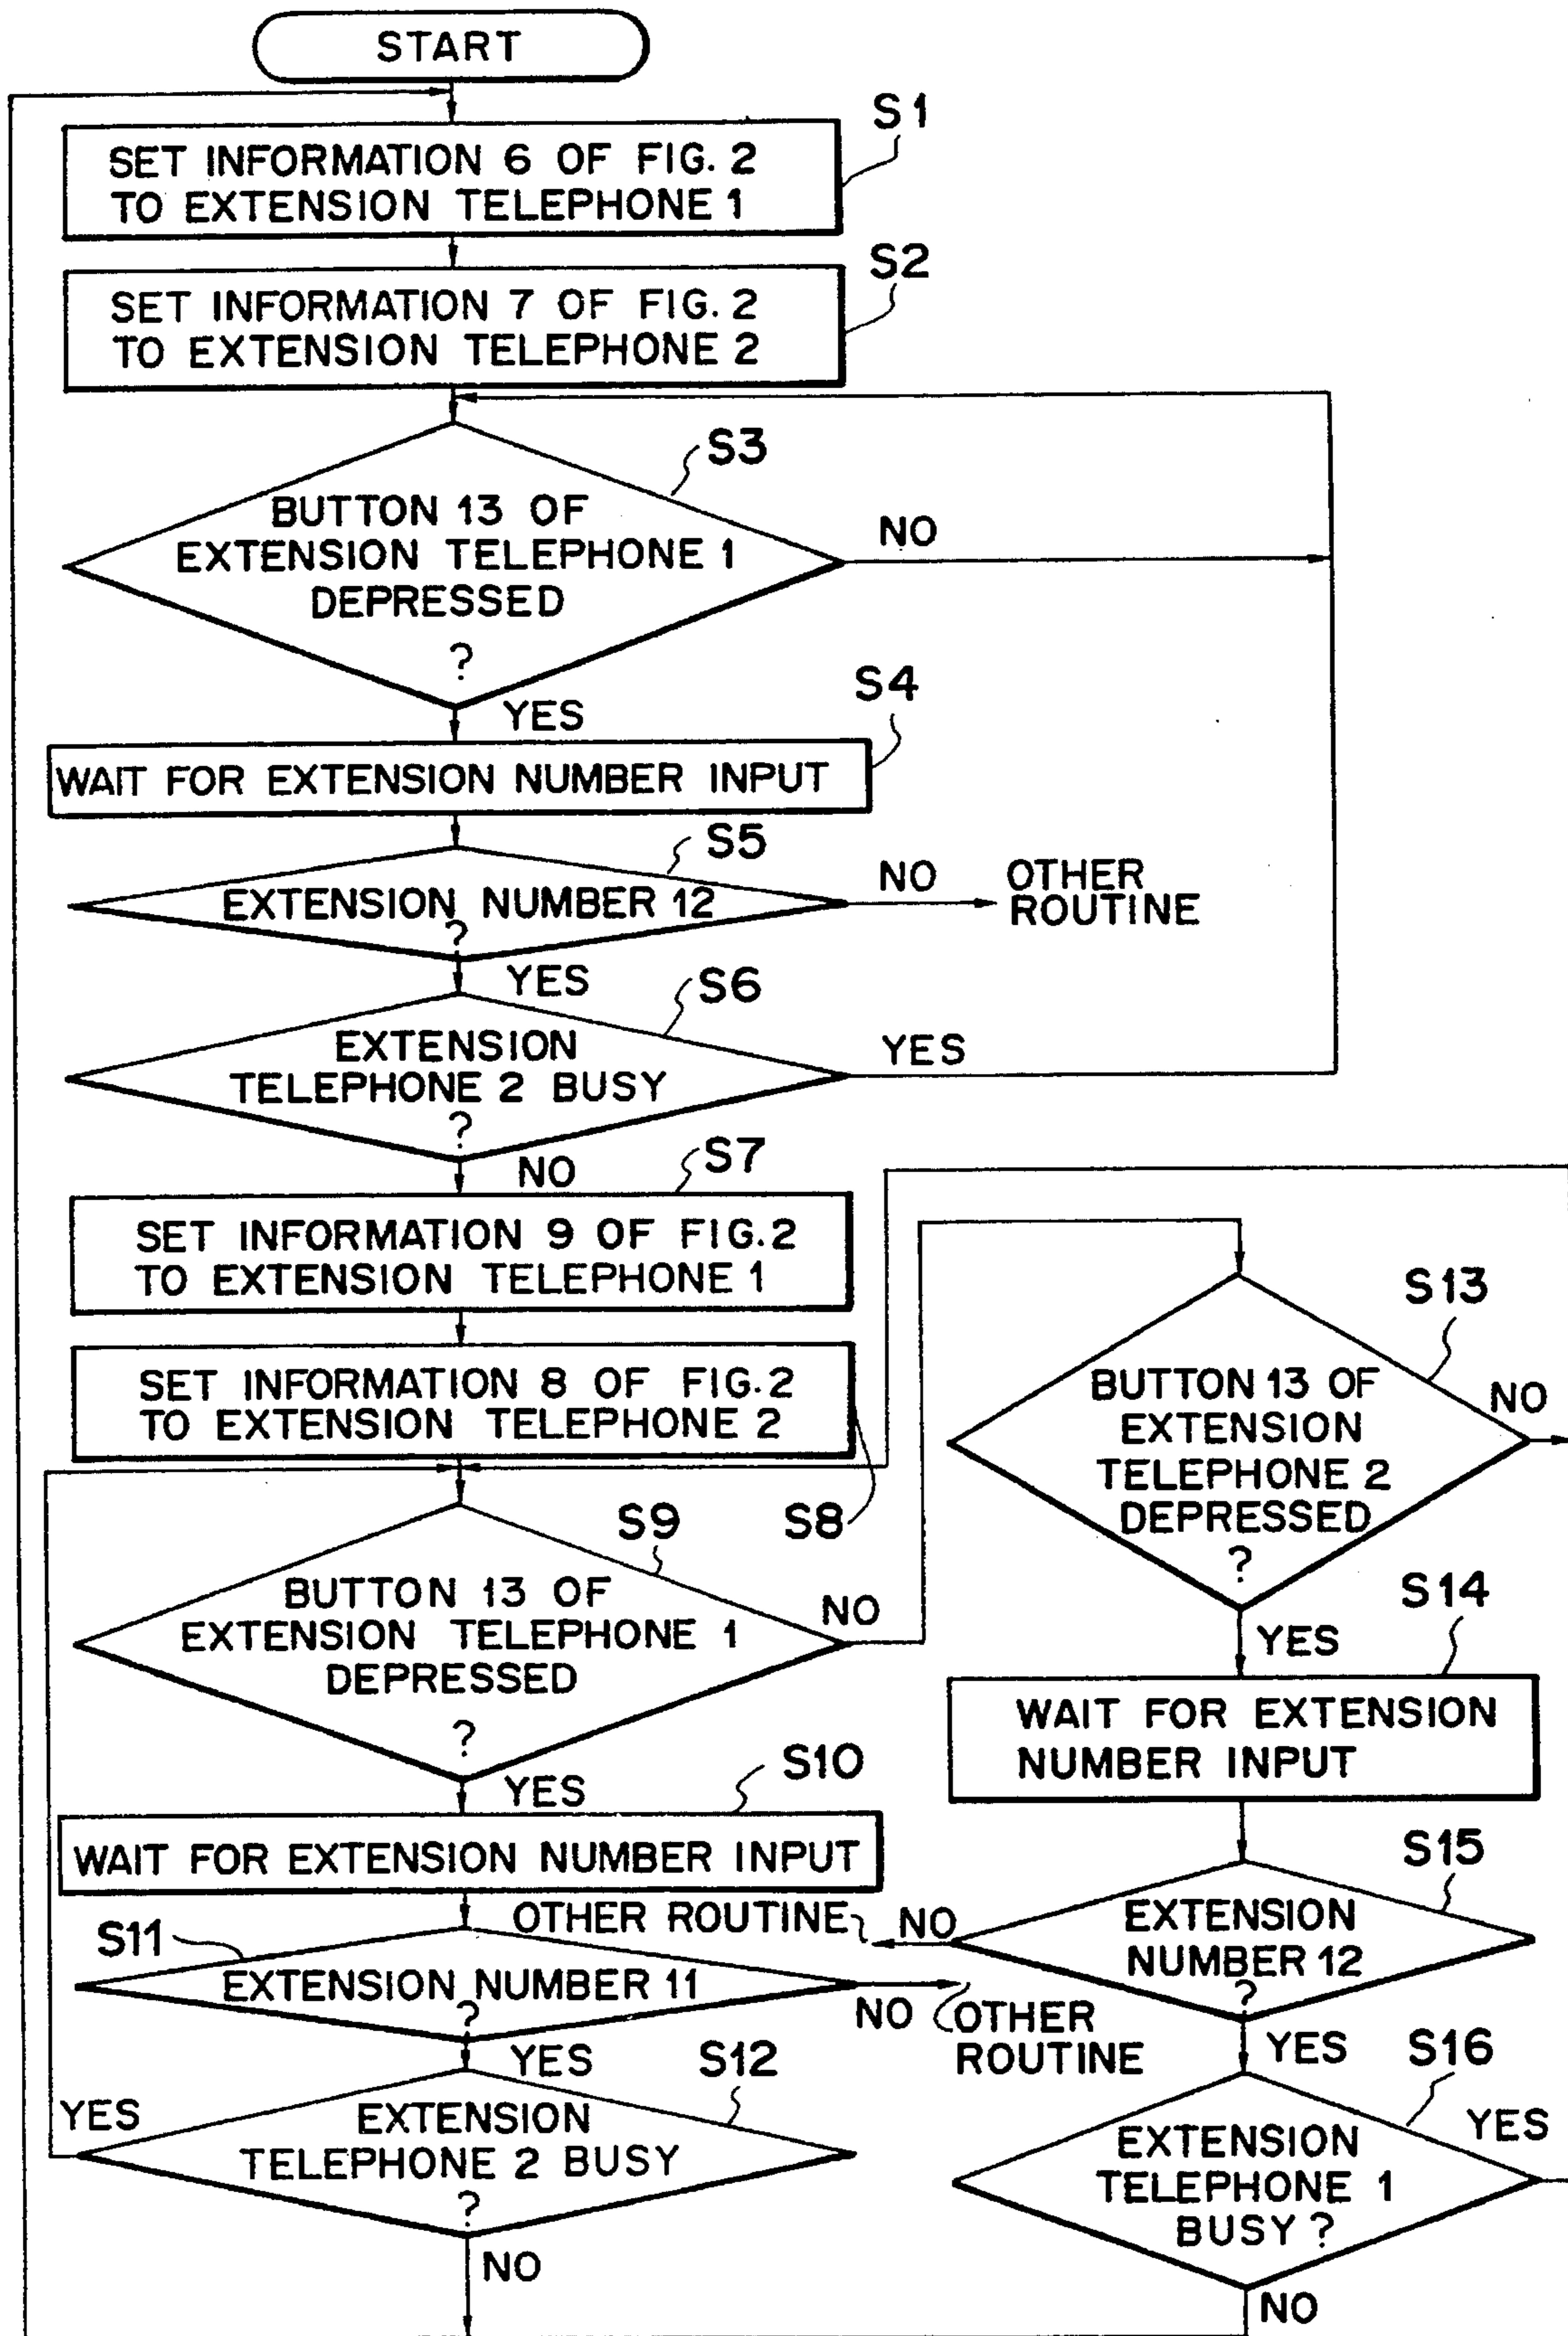 START
S1
SET INFORMATION 6 OF FIG. 2
TO EXTENSION TELEPHONE 1
S2
SET INFORMATION 7 OF FIG. 2
TO EXTENSION TELEPHONE 2
S3
BUTTON 13 OF
EXTENSION TELEPHONE 1
DEPRESSED
?
NO
YES
S4
WAIT FOR EXTENSION NUMBER INPUT
S5
EXTENSION NUMBER 12
?
NO
OTHER
ROUTINE
YES
S6
EXTENSION
TELEPHONE 2 BUSY
?
YES
NO
S7
SET INFORMATION 9 OF FIG. 2
TO EXTENSION TELEPHONE 1
SET INFORMATION 8 OF FIG. 2
TO EXTENSION TELEPHONE 2
S8
S9
BUTTON 13 OF
EXTENSION TELEPHONE 1
DEPRESSED
?
NO
YES
S10
WAIT FOR EXTENSION NUMBER INPUT
S11
EXTENSION NUMBER 11
?
NO
OTHER
ROUTINE
YES
S12
EXTENSION
TELEPHONE 2 BUSY
?
YES
NO
S13
BUTTON 13 OF
EXTENSION
TELEPHONE 2
DEPRESSED
?
NO
YES
S14
WAIT FOR EXTENSION
NUMBER INPUT
S15
EXTENSION
NUMBER 12
?
NO
OTHER ROUTINE
YES
S16
EXTENSION
TELEPHONE 1
BUSY ?
YES
NO